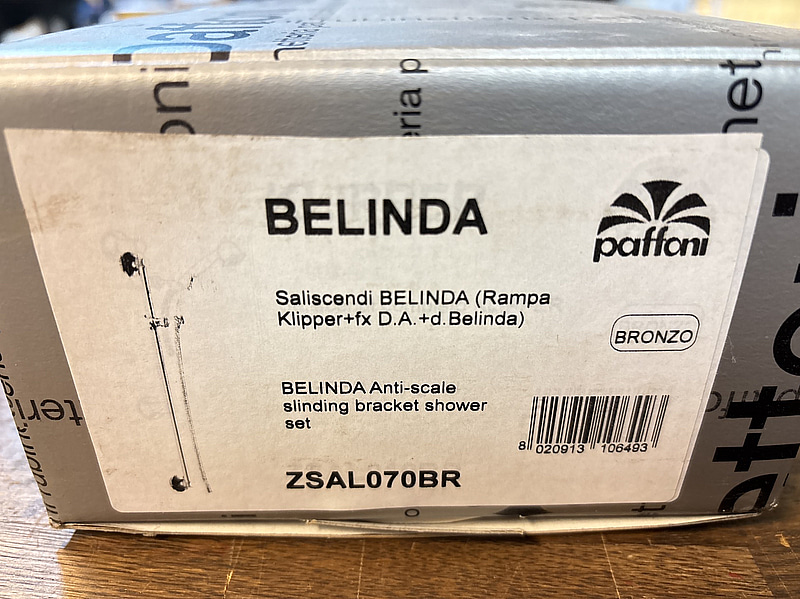 BELINDA
paffoni
Saliscendi BELINDA (Rampa
Klipper+fx D.A.+d.Belinda)
BRONZO
BELINDA Anti-scale
slinding bracket shower
set
8 020913 106493
ZSAL070BR